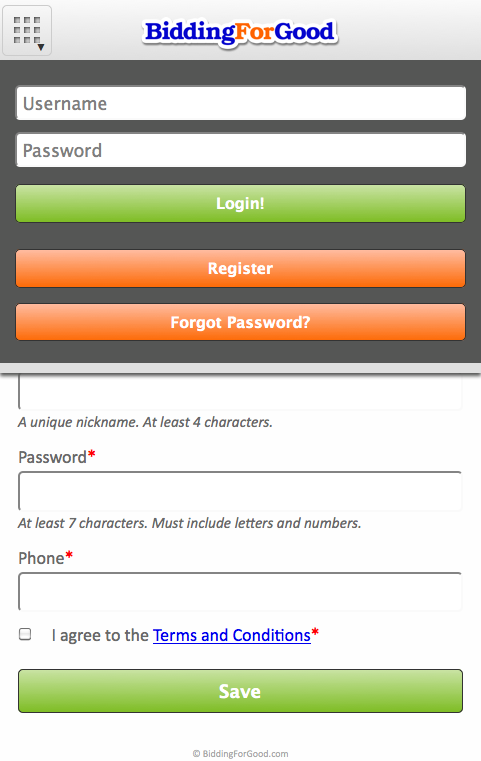 BiddingForGood
Username
Password
Login!
Register
Forgot Password?
A unique nickname. At least 4 characters.
Password*
At least 7 characters. Must include letters and numbers.
Phone*
I agree to the Terms and Conditions*
Save
© BiddingForGood.com